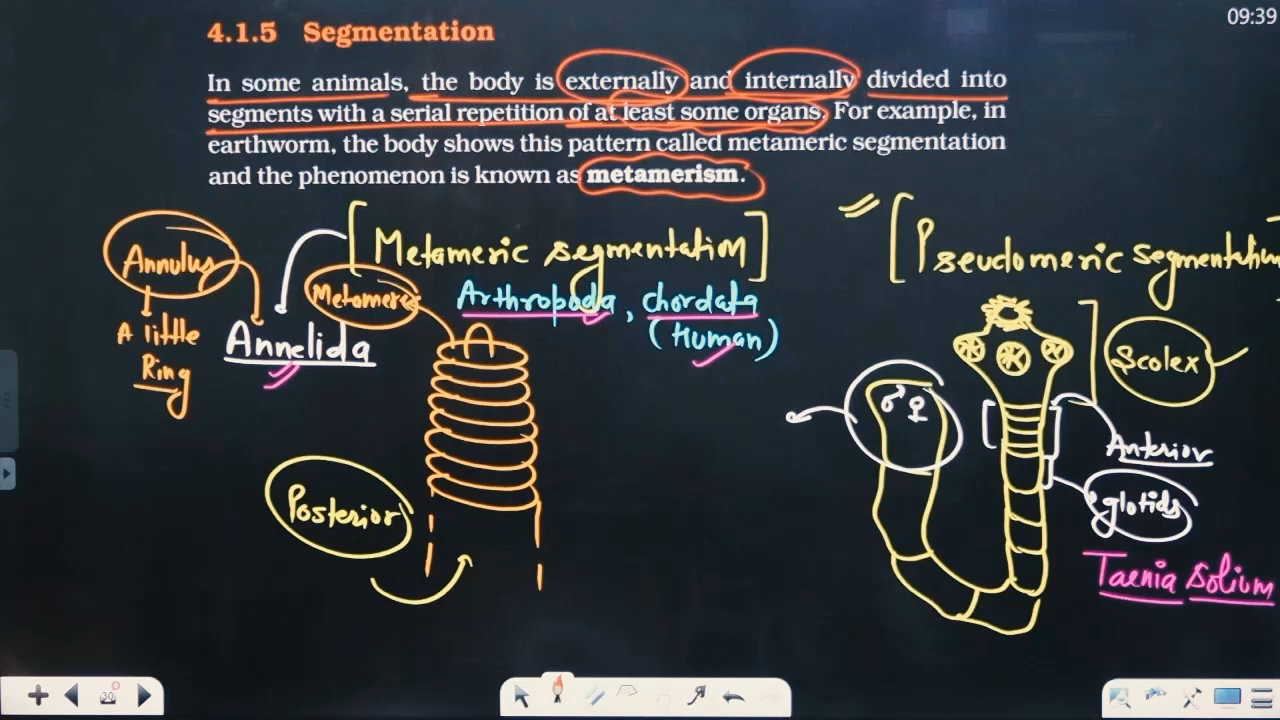 09:39
4.1.5 Segmentation
In some animals, the body is externally and internally divided into
segments with a serial repetition of at least some organs. For example, in
earthworm, the body shows this pattern called metameric segmentation
and the phenomenon is known as metamerism.
Annulus
A little
Ring
Annelida
[Metameric segmentation]
Metameres
Arthropoda, chordata
(Human)
Posterior
[Pseudomeric segmentation
Scolex
♂ ♀
Anterior
glotids
Taenia Solium
39